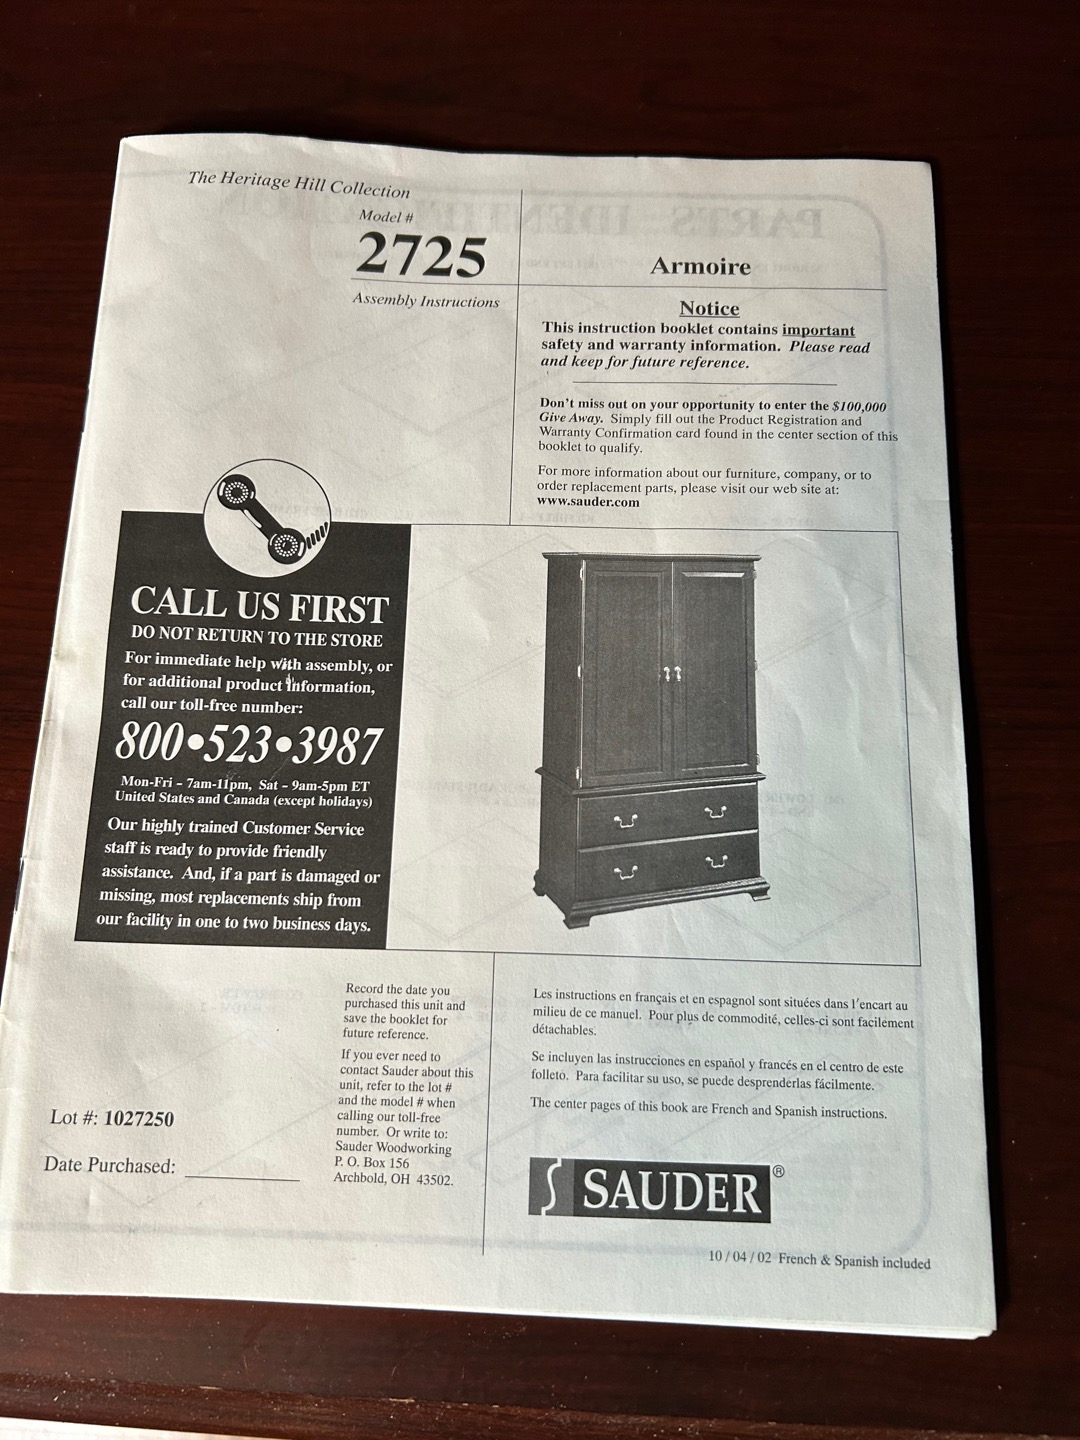 The Heritage Hill Collection
Model #
2725
Assembly Instructions
Armoire
Notice
This instruction booklet contains important
safety and warranty information. Please read
and keep for future reference.
Don't miss out on your opportunity to enter the $100,000
Give Away. Simply fill out the Product Registration and
Warranty Confirmation card found in the center section of this
booklet to qualify.
For more information about our furniture, company, or to
order replacement parts, please visit our web site at:
www.sauder.com
CALL US FIRST
DO NOT RETURN TO THE STORE
For immediate help with assembly, or
for additional product information,
call our toll-free number:
800•523•3987
Mon-Fri - 7am-11pm, Sat - 9am-5pm ET
United States and Canada (except holidays)
Our highly trained Customer Service
staff is ready to provide friendly
assistance. And, if a part is damaged or
missing, most replacements ship from
our facility in one to two business days.
Lot #: 1027250
Date Purchased:
Record the date you
purchased this unit and
save the booklet for
future reference.
If you ever need to
contact Sauder about this
unit, refer to the lot #
and the model # when
calling our toll-free
number. Or write to:
Sauder Woodworking
P. O. Box 156
Archbold, OH 43502.
Les instructions en français et en espagnol sont situées dans l'encart au
milieu de ce manuel. Pour plus de commodité, celles-ci sont facilement
détachables.
Se incluyen las instrucciones en español y francés en el centro de este
folleto. Para facilitar su uso, se puede desprenderlas fácilmente.
The center pages of this book are French and Spanish instructions.
SAUDER®
10 / 04 / 02 French & Spanish included